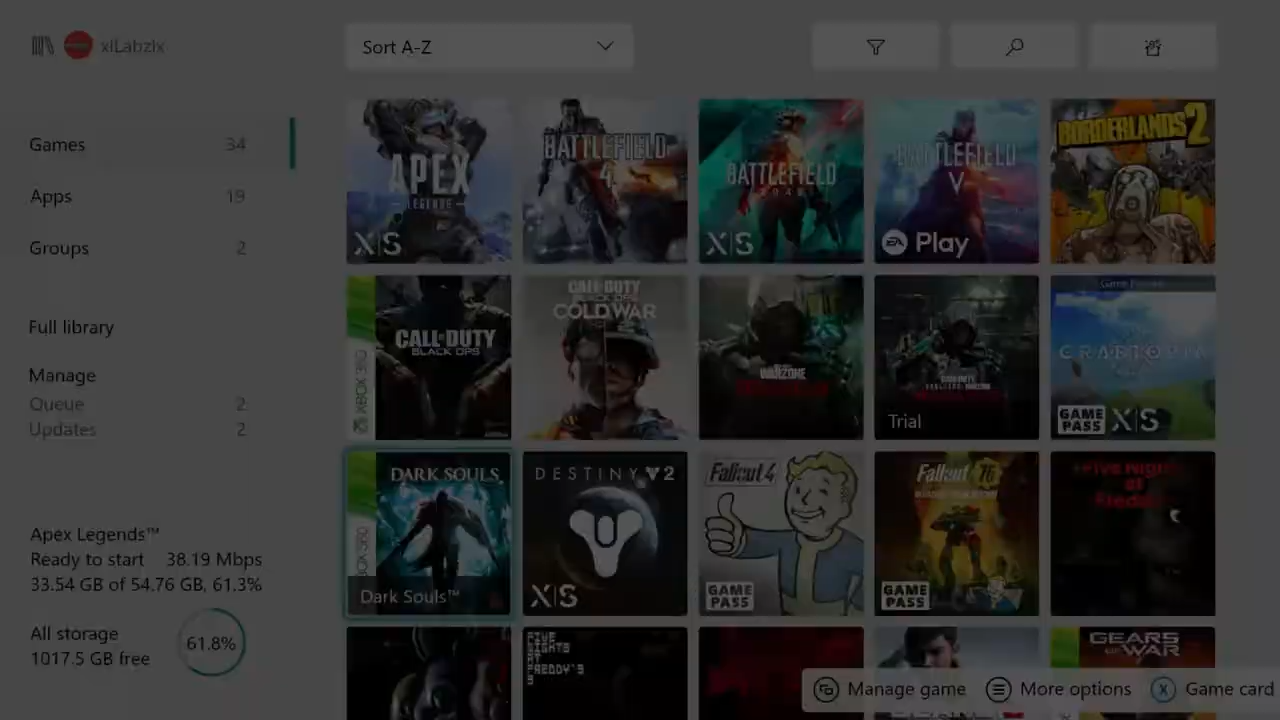 xiLabzix
Sort A-Z
Games 34
Apps 19
Groups 2
Full library
Manage
Queue 2
Updates 2
Apex Legends™
Ready to start 38.19 Mbps
33.54 GB of 54.76 GB, 61.3%
All storage
1017.5 GB free
61.8%
APEX
LEGENDS
X|S
BATTLEFIELD
4
BATTLEFIELD
2042
X|S
BATTLEFIELD
V
EA Play
BORDERLANDS 2
XBOX 360
CALL OF DUTY
BLACK OPS
CALL OF DUTY
BLACK OPS
COLD WAR
WARZONE
Trial
Game Preview
CRAFTOPIA
GAME PASS X|S
XBOX 360
DARK SOULS
Dark Souls™
DESTINY 2
X|S
Fallout 4
GAME PASS
Fallout 76
GAME PASS
Five Nights
at
Freddy's
FIVE
NIGHTS
AT
FREDDY'S
GEARS
OF WAR
Manage game More options X Game card